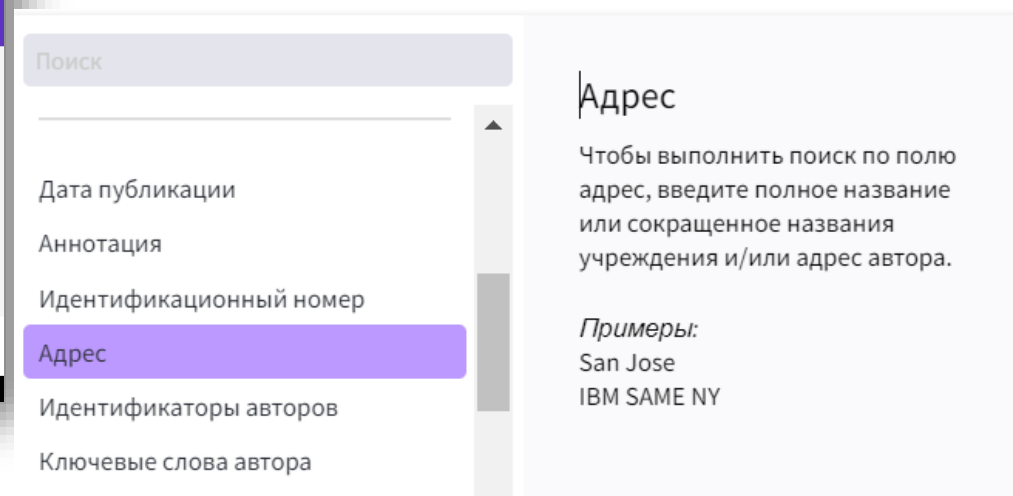 Поиск
Дата публикации
Аннотация
Идентификационный номер
Адрес
Идентификаторы авторов
Ключевые слова автора
Адрес
Чтобы выполнить поиск по полю
адрес, введите полное название
или сокращенное названия
учреждения и/или адрес автора.
Примеры:
San Jose
IBM SAME NY